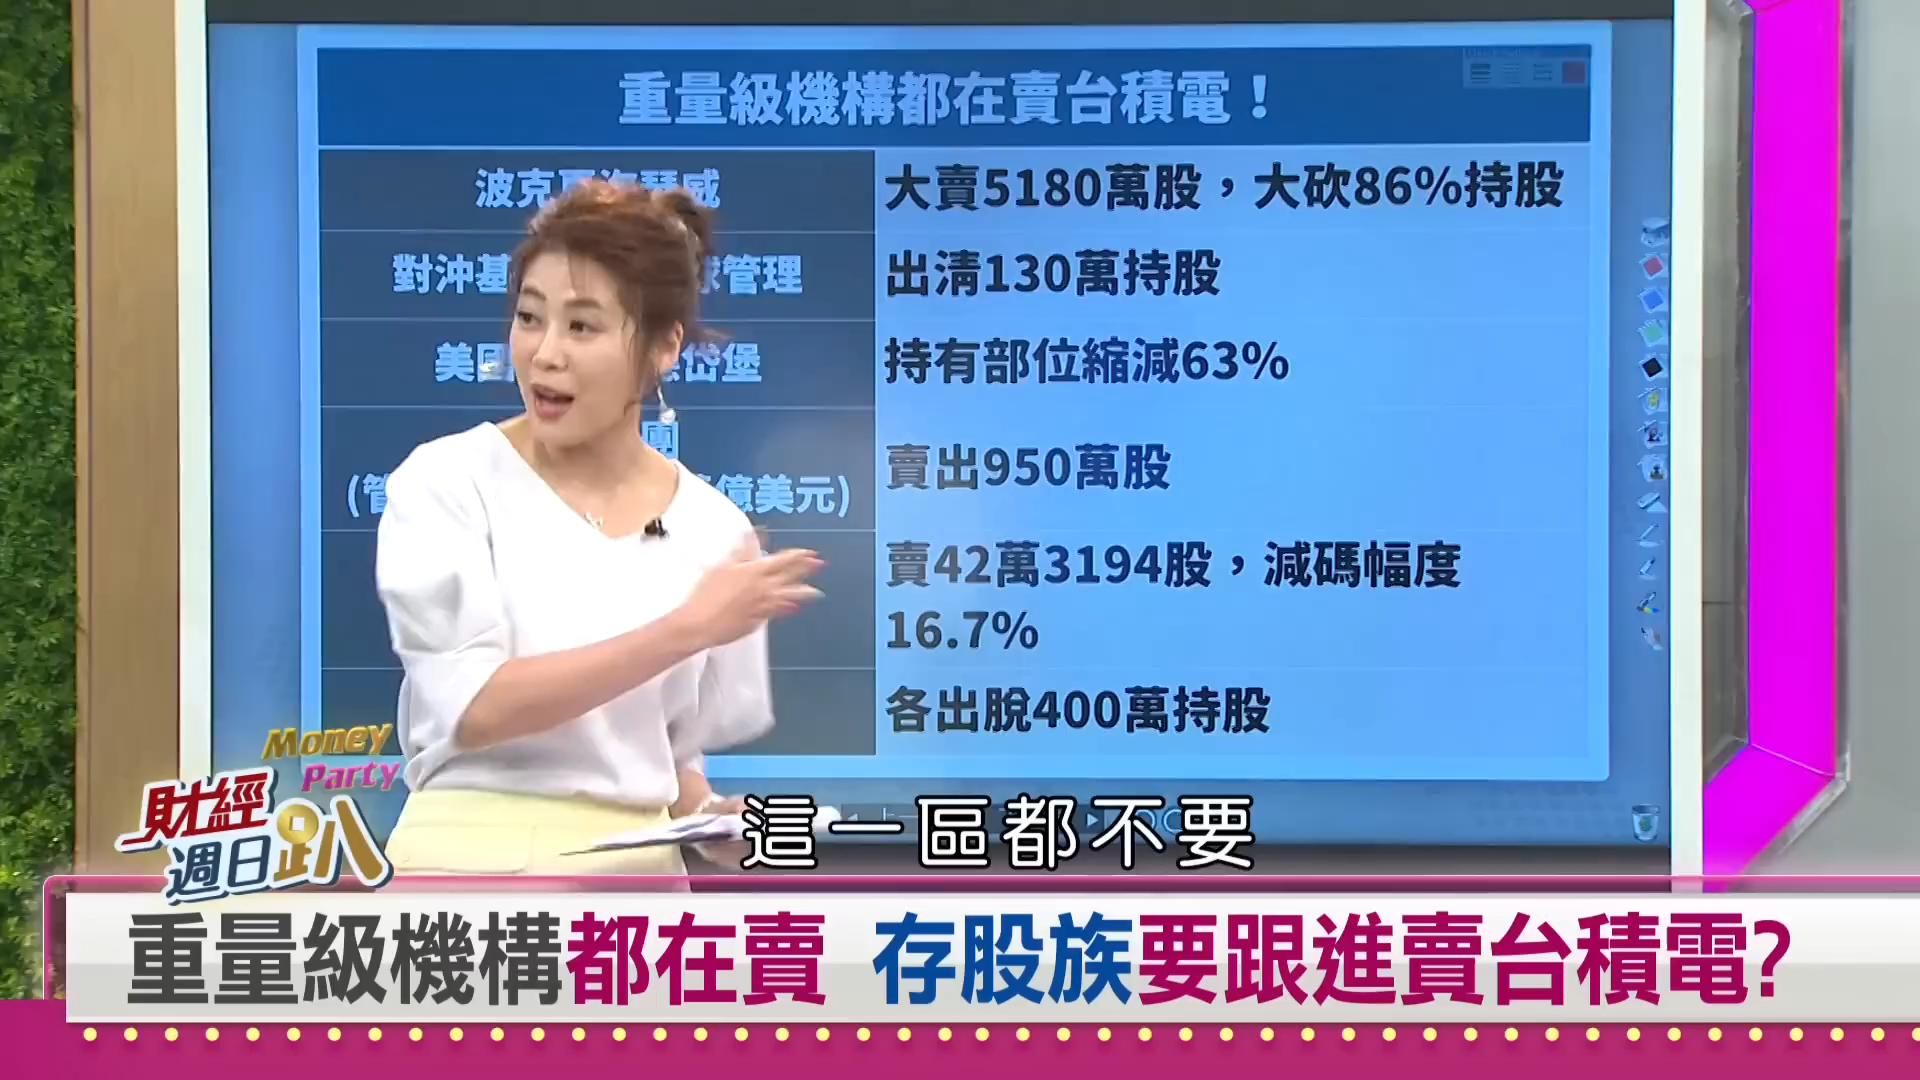 重量級機構都在賣台積電!
波克 威
大賣5180萬股,大砍86%持股
對沖基 管理
出清130萬持股
美國 岱堡
持有部位縮減63%
團
(管 億美元)
賣出950萬股
賣42萬3194股,減碼幅度
16.7%
各出脫400萬持股
Money
Party
財經
週日趴
這一區都不要
重量級機構都在賣 存股族要跟進賣台積電?